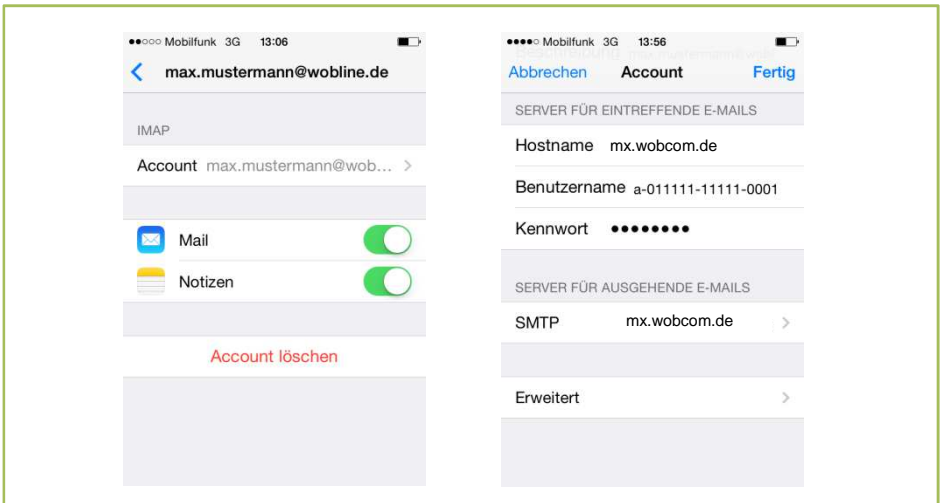 Mobilfunk 3G 13:06
max.mustermann@wobline.de
IMAP
Account max.mustermann@wob...
Mail
Notizen
Account löschen
Mobilfunk 3G 13:56
Abbrechen Account Fertig
SERVER FÜR EINTREFFENDE E-MAILS
Hostname mx.wobcom.de
Benutzername a-011111-11111-0001
Kennwort ●●●●●●●●
SERVER FÜR AUSGEHENDE E-MAILS
SMTP mx.wobcom.de
Erweitert